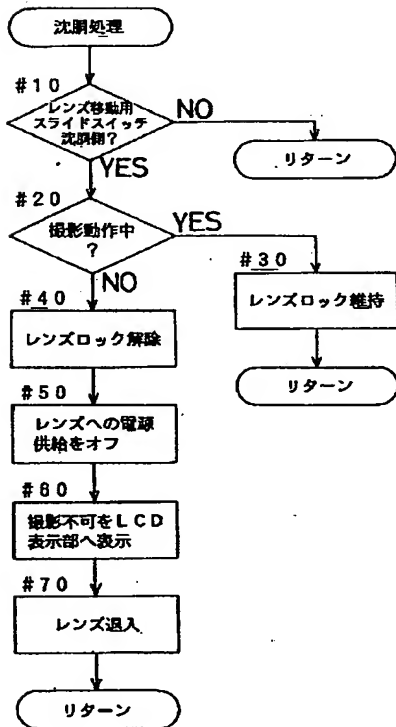 沈胴処理
#10
レンズ移動用
スライドスイッチ
沈胴側?
NO
リターン
YES
#20
撮影動作中
?
YES
#30
レンズロック維持
リターン
NO
#40
レンズロック解除
#50
レンズへの電源
供給をオフ
#60
撮影不可をLCD
表示部へ表示
#70
レンズ退入
リターン